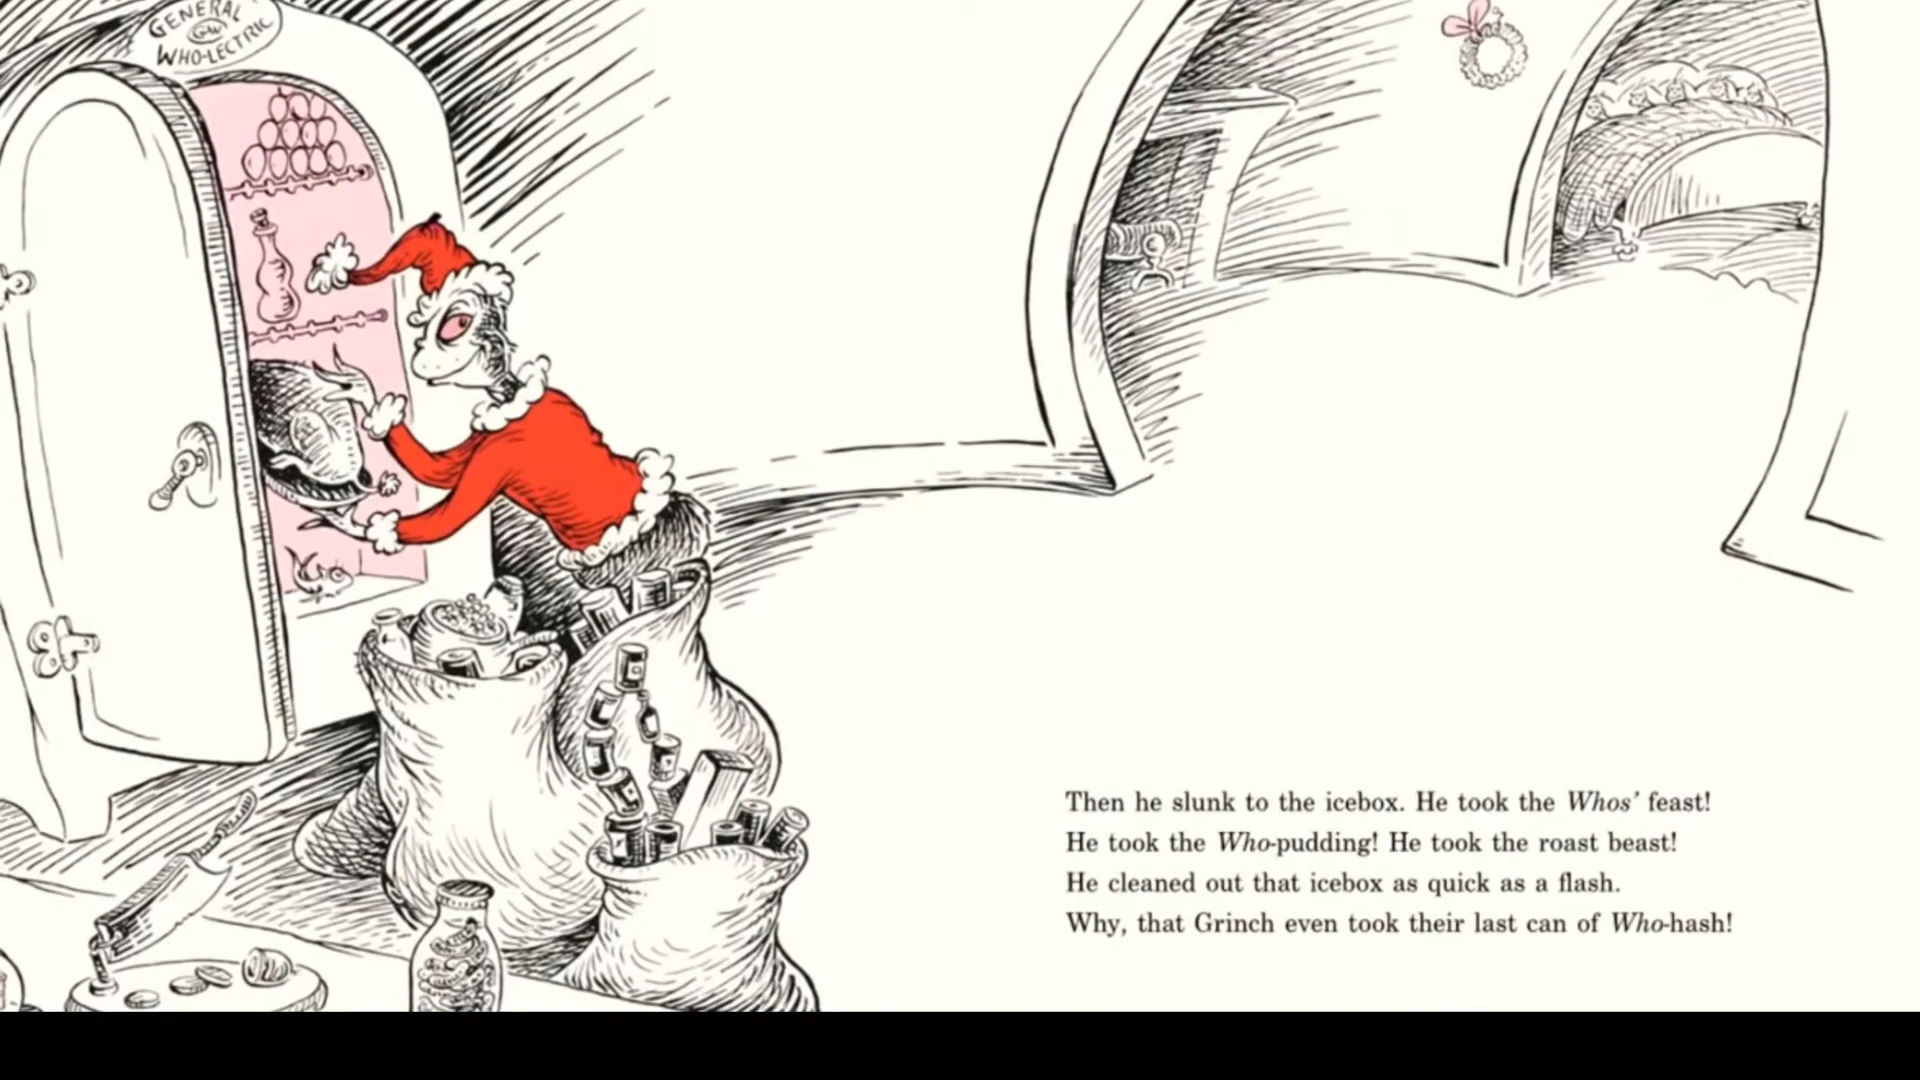 GENERAL
GW
WHO-LECTRIC
Then he slunk to the icebox. He took the Whos' feast!
He took the Who-pudding! He took the roast beast!
He cleaned out that icebox as quick as a flash.
Why, that Grinch even took their last can of Who-hash!